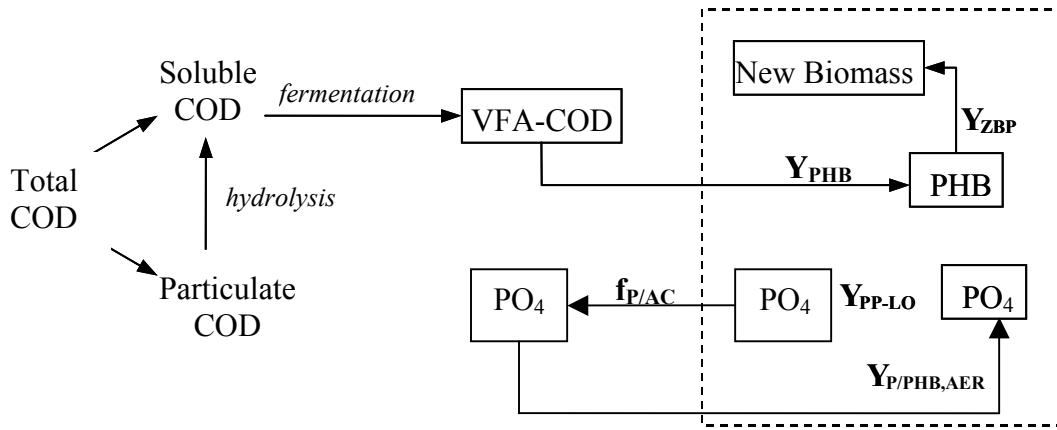 Soluble
COD
fermentation
VFA-COD
New Biomass
Y_ZBP
Total
COD
hydrolysis
Y_PHB
PHB
Particulate
COD
PO₄
f_P/AC
PO₄
Y_PP-LO
PO₄
Y_P/PHB,AER